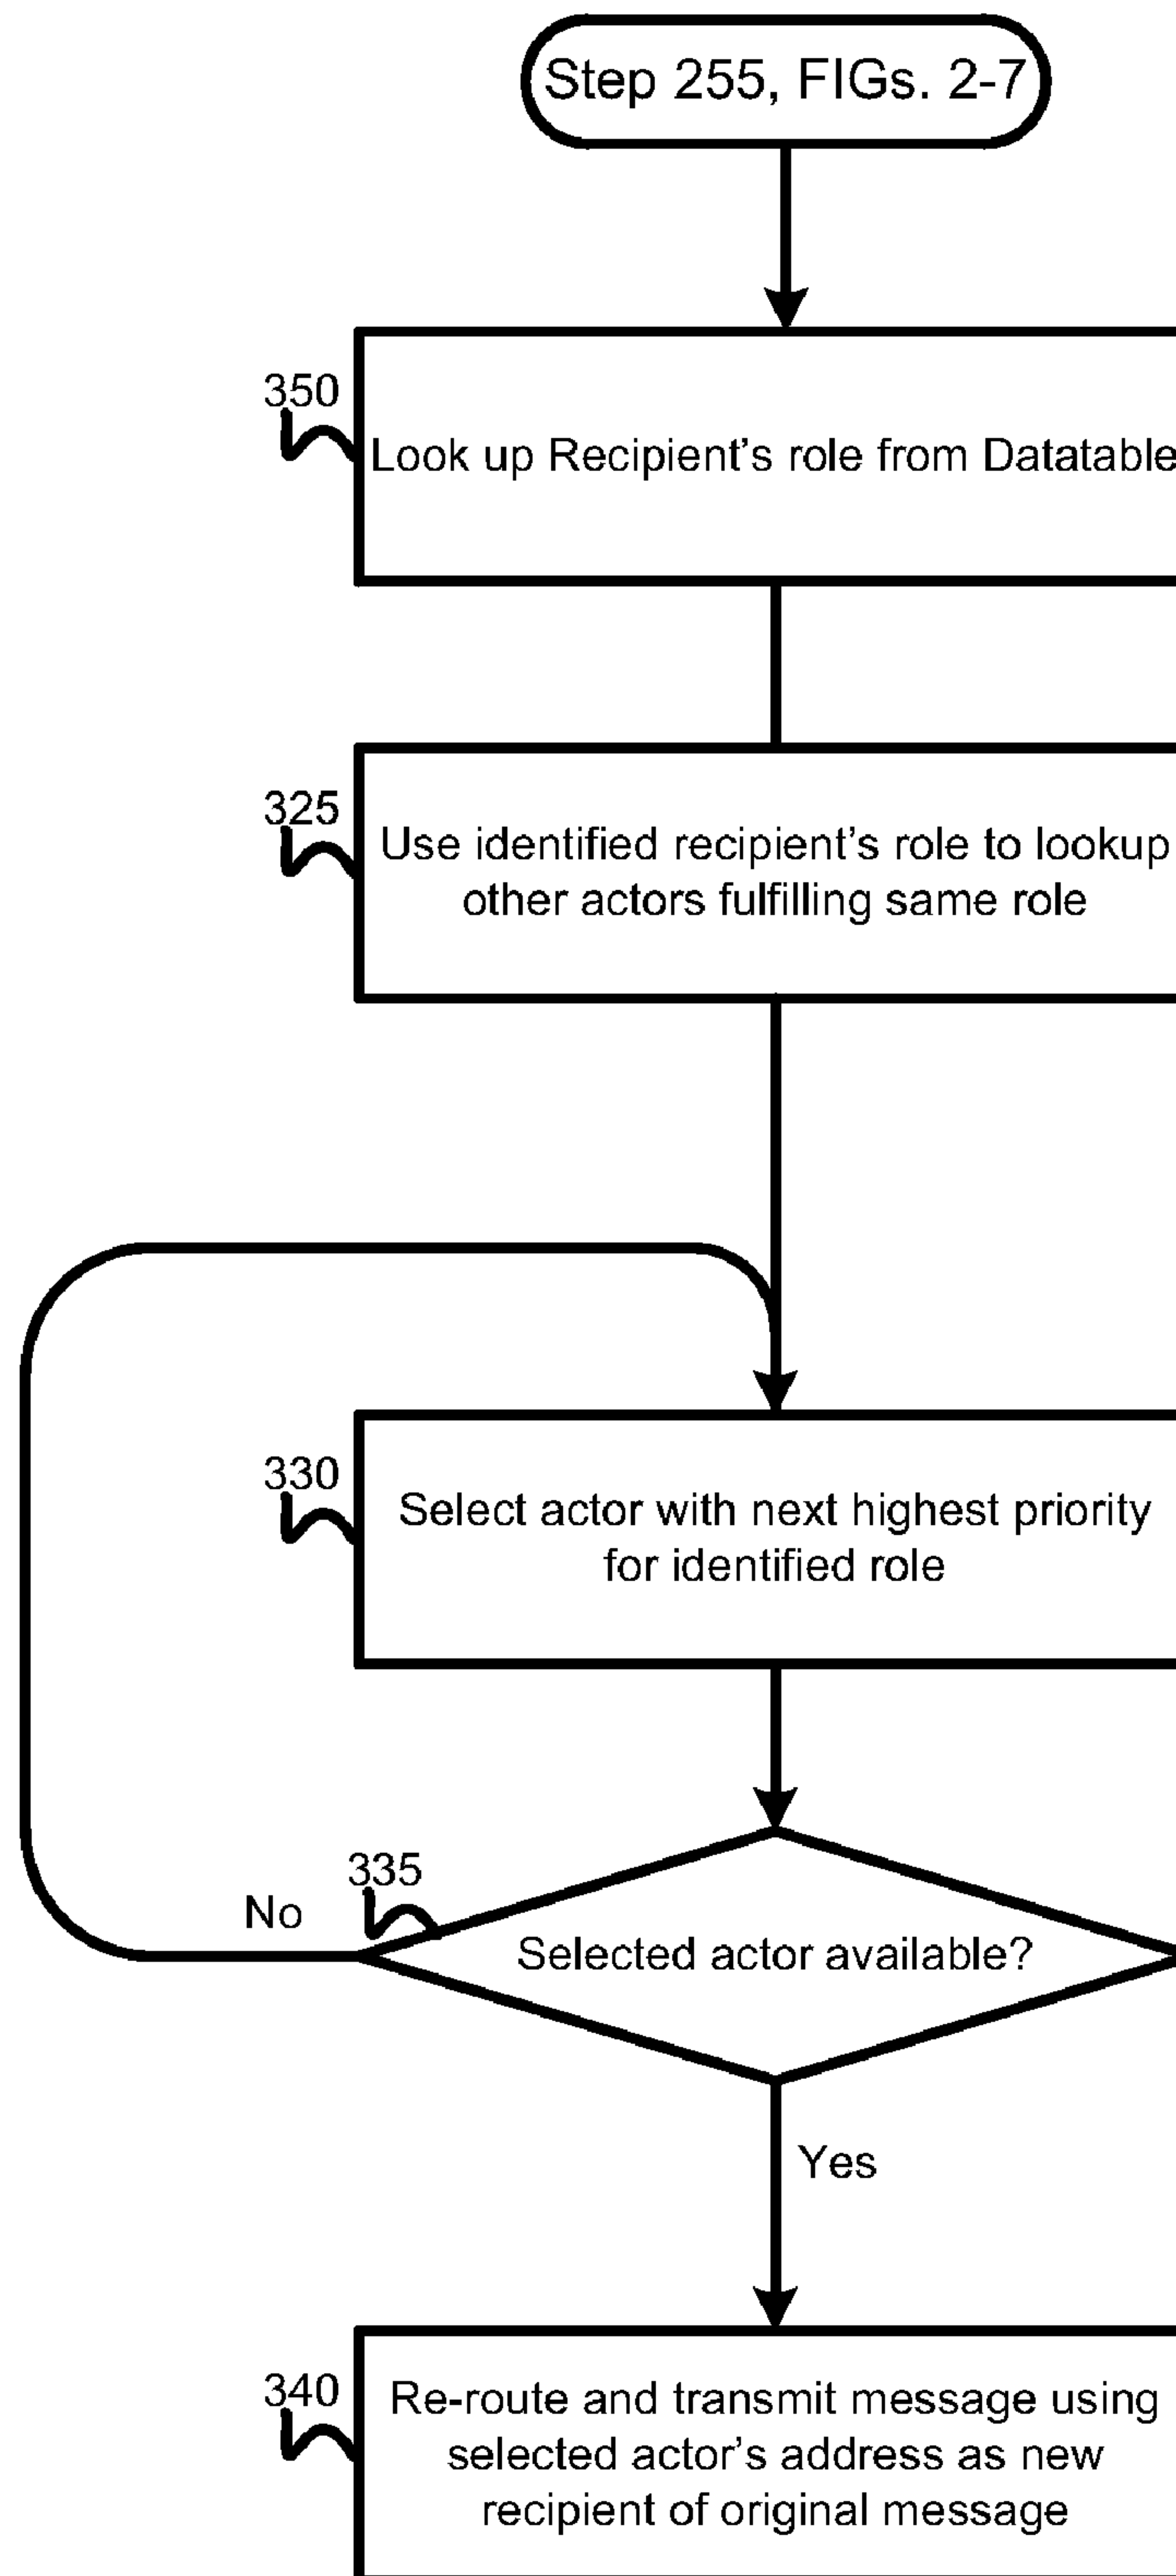 Step 255, FIGs. 2-7
350
Look up Recipient's role from Datatable
325
Use identified recipient's role to lookup
other actors fulfilling same role
330
Select actor with next highest priority
for identified role
335
No
Selected actor available?
Yes
340
Re-route and transmit message using
selected actor's address as new
recipient of original message